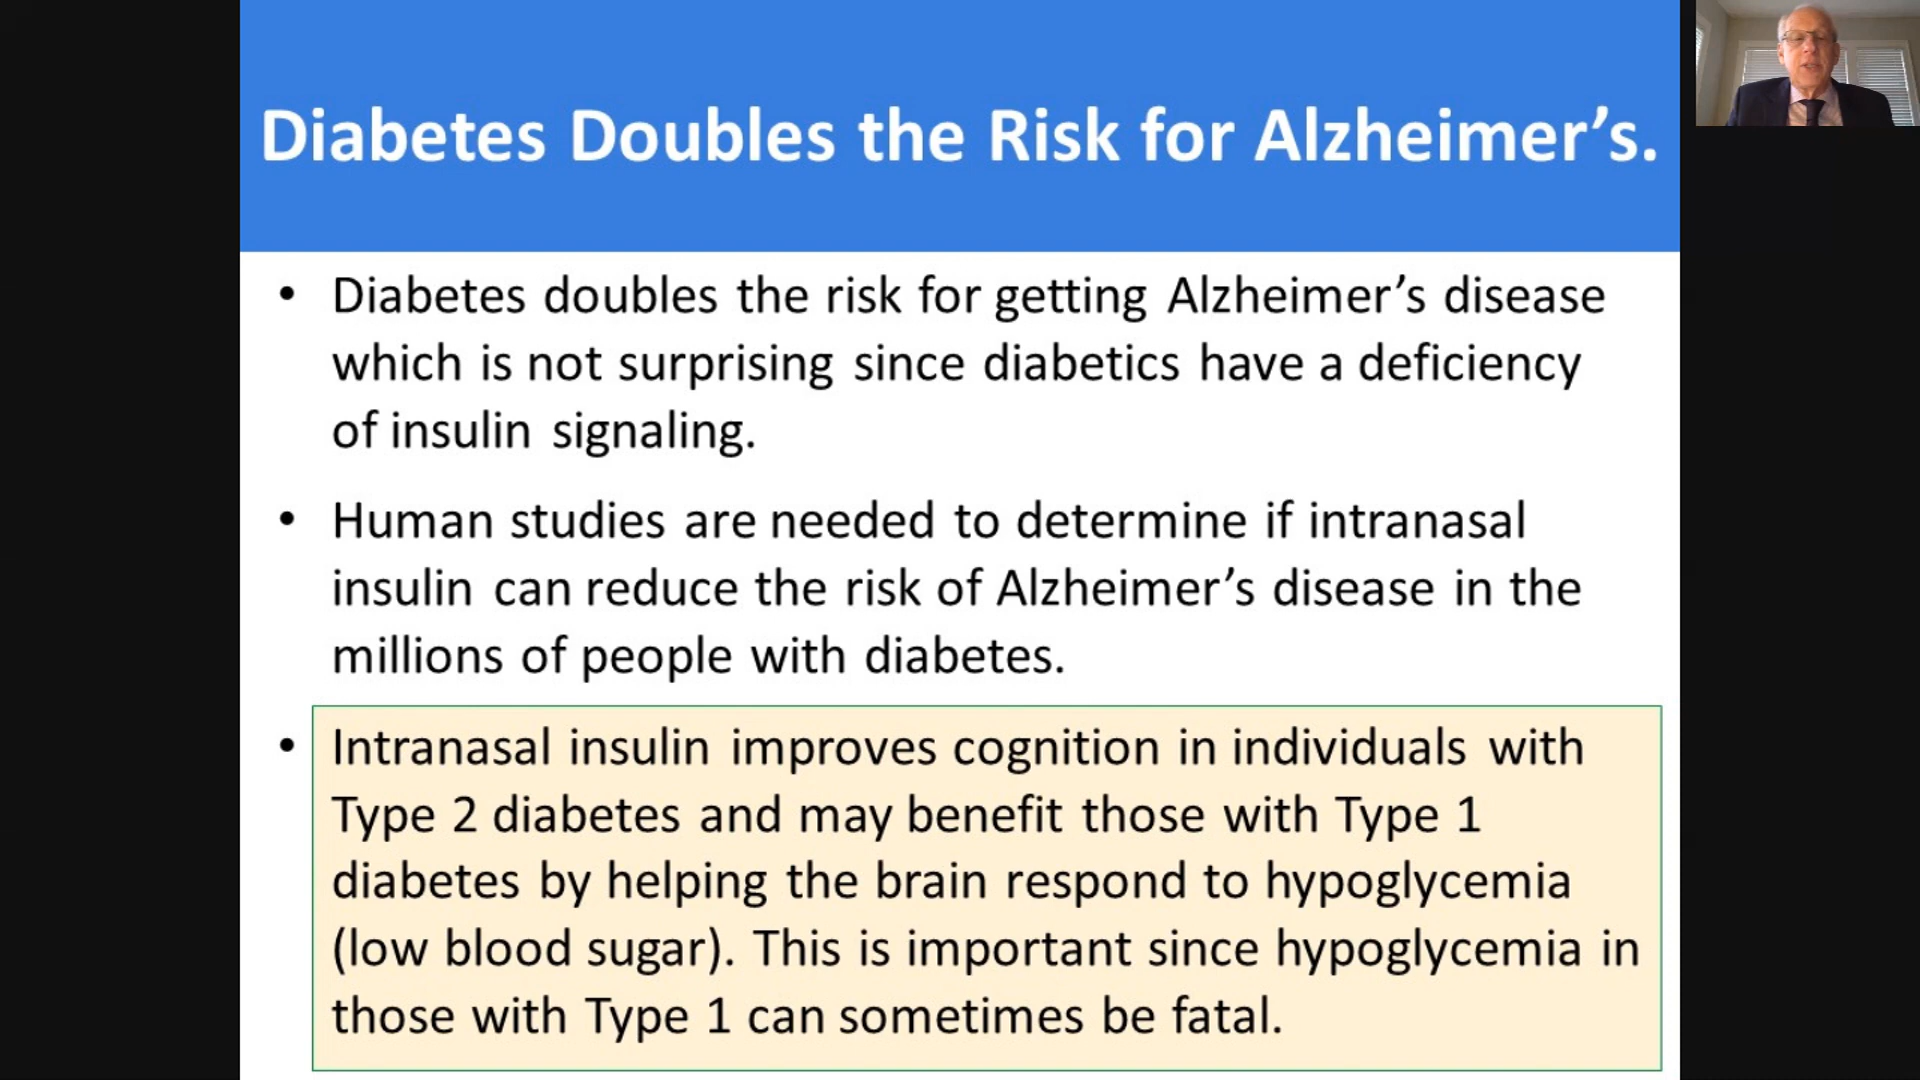 Diabetes Doubles the Risk for Alzheimer’s.
• Diabetes doubles the risk for getting Alzheimer’s disease
which is not surprising since diabetics have a deficiency
of insulin signaling.
• Human studies are needed to determine if intranasal
insulin can reduce the risk of Alzheimer’s disease in the
millions of people with diabetes.
• Intranasal insulin improves cognition in individuals with
Type 2 diabetes and may benefit those with Type 1
diabetes by helping the brain respond to hypoglycemia
(low blood sugar). This is important since hypoglycemia in
those with Type 1 can sometimes be fatal.